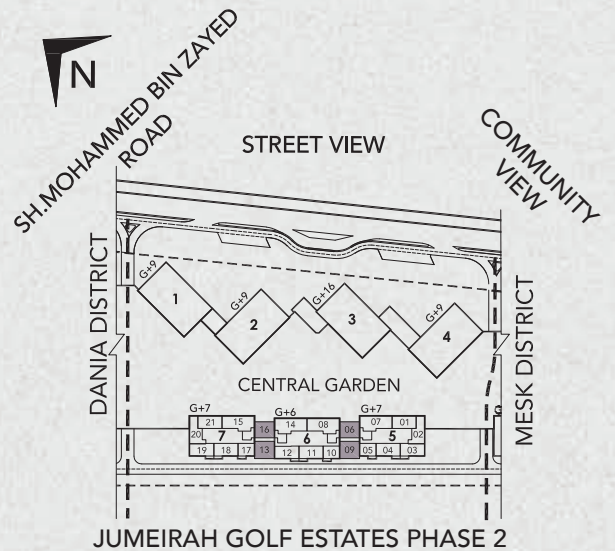 N
SH.MOHAMMED BIN ZAYED
ROAD
STREET VIEW
COMMUNITY
VIEW
DANIA DISTRICT
MESK DISTRICT
G+9
1
G+9
2
G+16
3
G+9
4
CENTRAL GARDEN
G+7
G+6
G+7
21 15 16 14 08 06 07 01
20 7 6 5 02
19 18 17 13 12 11 10 09 05 04 03
JUMEIRAH GOLF ESTATES PHASE 2